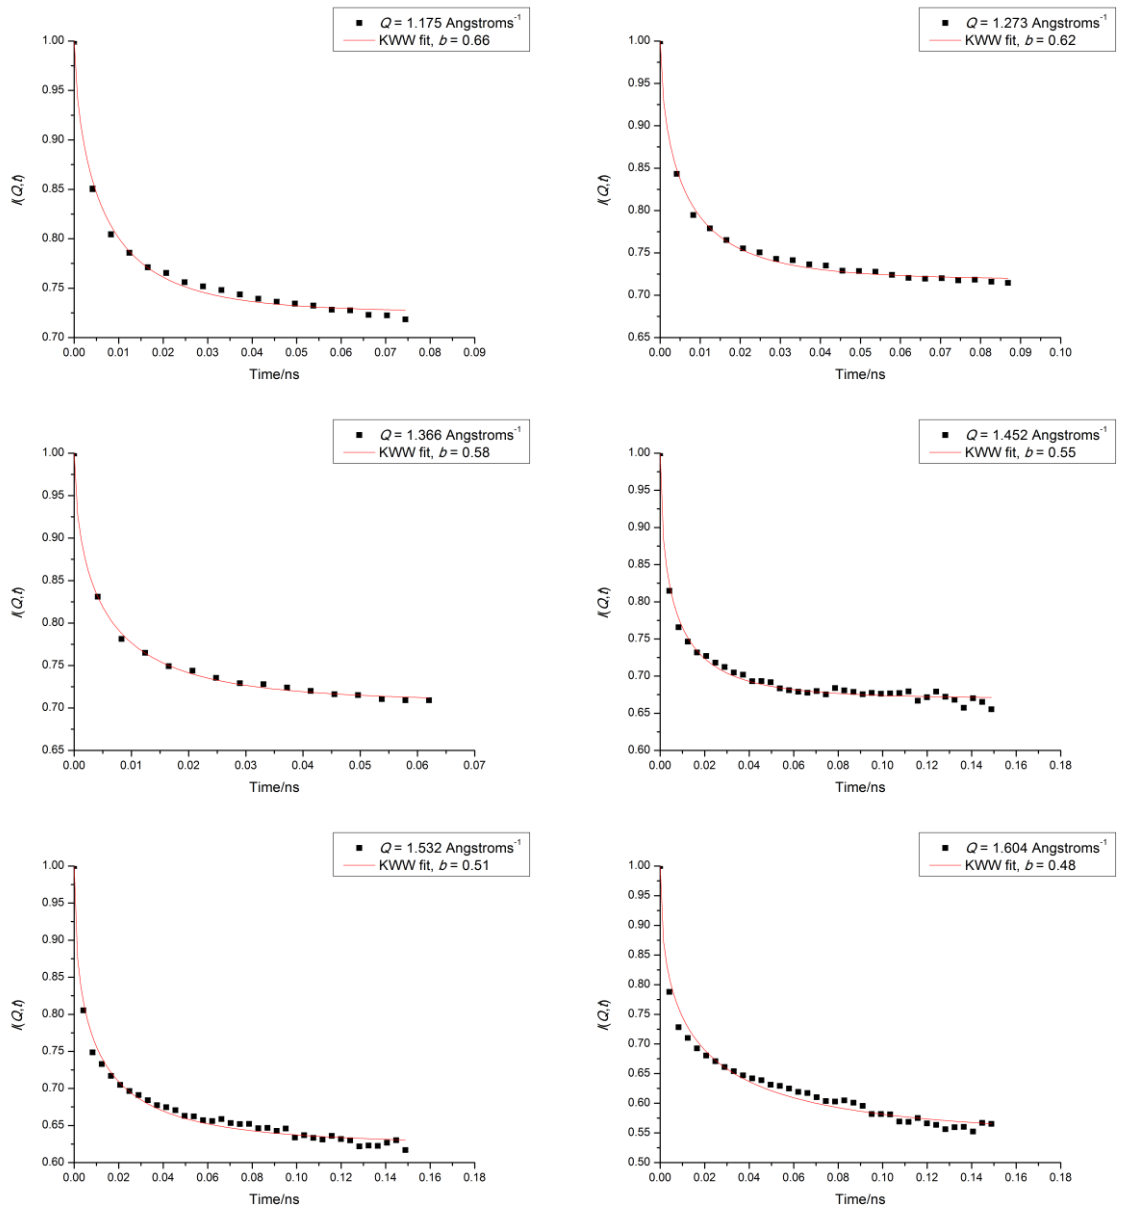 Q = 1.175 Angstroms⁻¹
KWW fit, b = 0.66
1.00
0.95
0.90
0.85
0.80
0.75
0.70
I(Q,t)
0.00 0.01 0.02 0.03 0.04 0.05 0.06 0.07 0.08 0.09
Time/ns
Q = 1.273 Angstroms⁻¹
KWW fit, b = 0.62
1.00
0.95
0.90
0.85
0.80
0.75
0.70
0.65
I(Q,t)
0.00 0.01 0.02 0.03 0.04 0.05 0.06 0.07 0.08 0.09 0.10
Time/ns
Q = 1.366 Angstroms⁻¹
KWW fit, b = 0.58
1.00
0.95
0.90
0.85
0.80
0.75
0.70
0.65
I(Q,t)
0.00 0.01 0.02 0.03 0.04 0.05 0.06 0.07
Time/ns
Q = 1.452 Angstroms⁻¹
KWW fit, b = 0.55
1.00
0.95
0.90
0.85
0.80
0.75
0.70
0.65
0.60
I(Q,t)
0.00 0.02 0.04 0.06 0.08 0.10 0.12 0.14 0.16 0.18
Time/ns
Q = 1.532 Angstroms⁻¹
KWW fit, b = 0.51
1.00
0.95
0.90
0.85
0.80
0.75
0.70
0.65
0.60
I(Q,t)
0.00 0.02 0.04 0.06 0.08 0.10 0.12 0.14 0.16 0.18
Time/ns
Q = 1.604 Angstroms⁻¹
KWW fit, b = 0.48
1.00
0.95
0.90
0.85
0.80
0.75
0.70
0.65
0.60
0.55
0.50
I(Q,t)
0.00 0.02 0.04 0.06 0.08 0.10 0.12 0.14 0.16 0.18
Time/ns